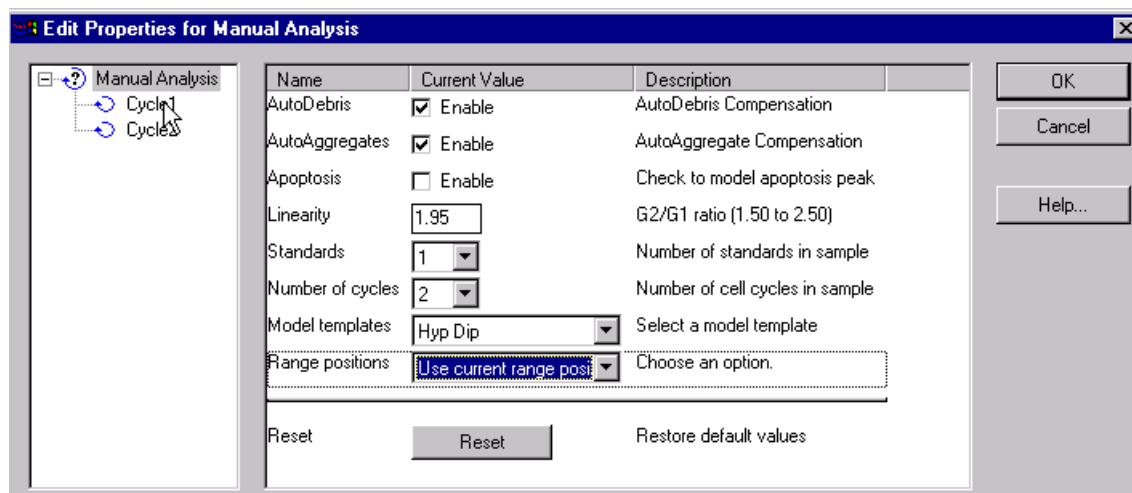 Edit Properties for Manual Analysis
Manual Analysis
Cycle1
Cycle
Name Current Value Description
AutoDebris Enable AutoDebris Compensation
AutoAggregates Enable AutoAggregate Compensation
Apoptosis Enable Check to model apoptosis peak
Linearity 1.95 G2/G1 ratio (1.50 to 2.50)
Standards 1 Number of standards in sample
Number of cycles 2 Number of cell cycles in sample
Model templates Hyp Dip Select a model template
Range positions Use current range posi Choose an option.
Reset Reset Restore default values
OK
Cancel
Help...